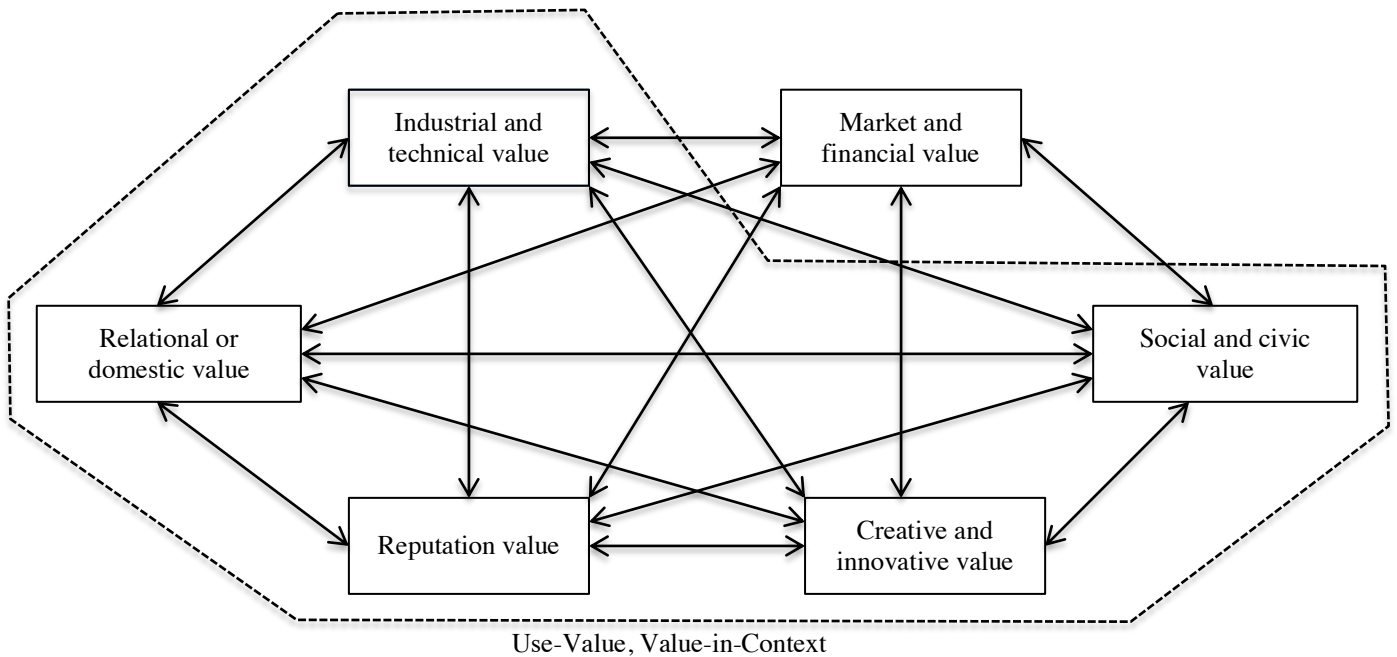 Industrial and
technical value
Market and
financial value
Relational or
domestic value
Social and civic
value
Reputation value
Creative and
innovative value
Use-Value, Value-in-Context